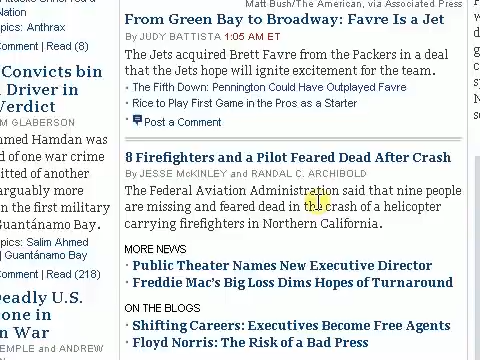 Matt Bush/The American, via Associated Press
From Green Bay to Broadway: Favre Is a Jet
By JUDY BATTISTA 1:05 AM ET
The Jets acquired Brett Favre from the Packers in a
deal that the Jets hope will ignite excitement for the
team.
• The Fifth Down: Pennington Could Have Outplayed Favre
• Rice to Play First Game in the Pros as a Starter
• Post a Comment
8 Firefighters and a Pilot Feared Dead After Crash
By JESSE McKINLEY and RANDAL C. ARCHIBOLD
The Federal Aviation Administration said that nine people
are missing and feared dead in the crash of a helicopter
carrying firefighters in Northern California.
MORE NEWS
• Public Theater Names New Executive Director
• Freddie Mac's Big Loss Dims Hopes of Turnaround
ON THE BLOGS
• Shifting Careers: Executives Become Free Agents
• Floyd Norris: The Risk of a Bad Press
Nation
pics: Anthrax
omment | Read (8)
Convicts bin
Driver in
Verdict
M GLABERSON
hmed Hamdan was
d of one war crime
itted of another
arguably more
n the first military
Guantánamo Bay.
pics: Salim Ahmed
| Guantánamo Bay
omment | Read (218)
Deadly U.S.
one in
n War
EMPLE and ANDREW